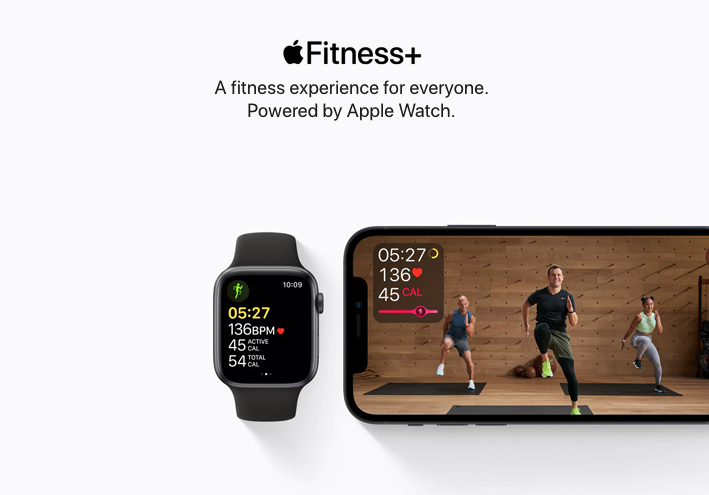 Fitness+
A fitness experience for everyone.
Powered by Apple Watch.
10:09
05:27
136BPM
45 ACTIVE CAL
54 TOTAL CAL
05:27
136
45 CAL